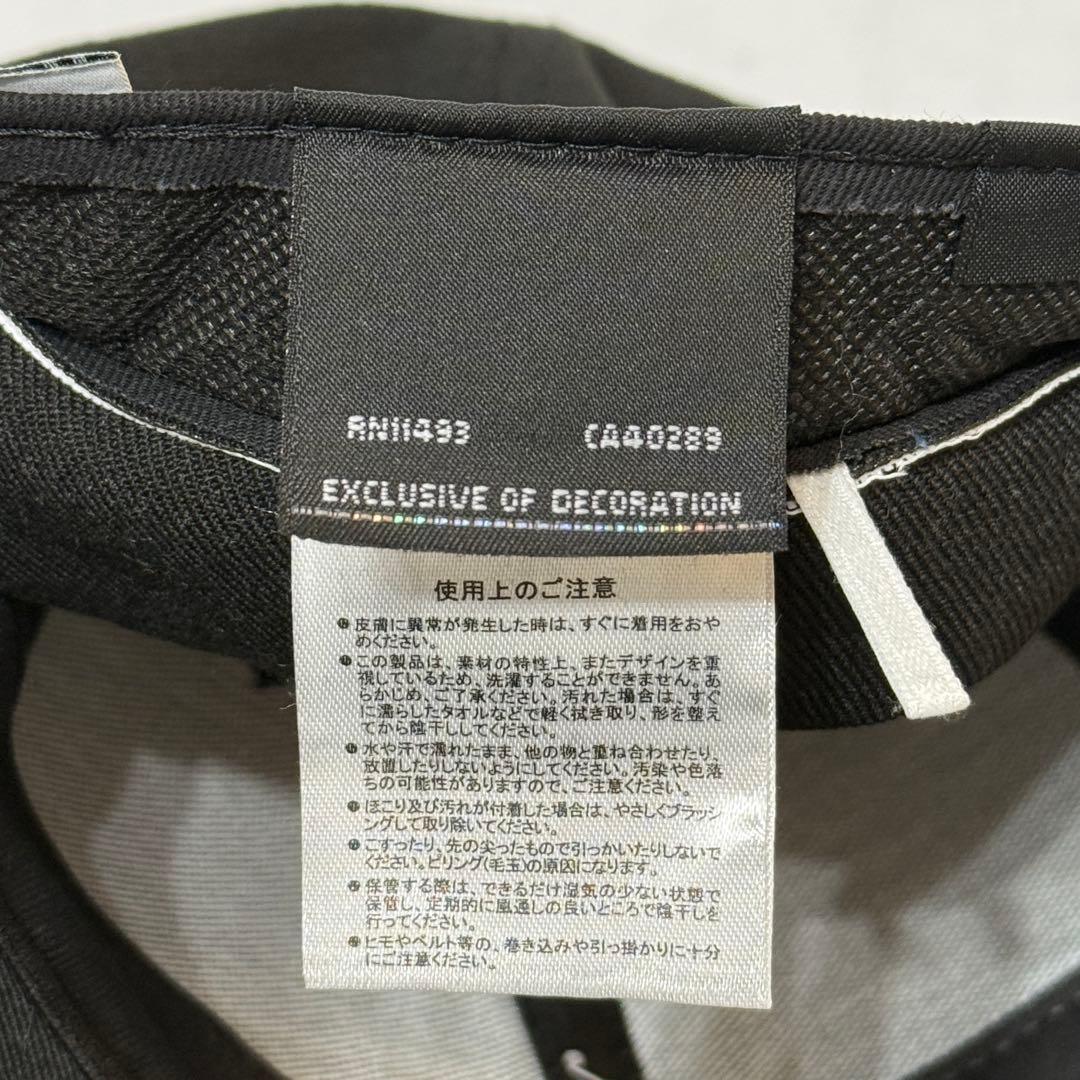 RN11493 CA40289
EXCLUSIVE OF DECORATION
使用上のご注意
●皮膚に異常が発生した時は、すぐに着用をおや
めください。
●この製品は、素材の特性上、またデザインを重
視しているため、洗濯することができません。あ
らかじめ、ご了承ください。汚れた場合は、すぐ
に濡らしたタオルなどで軽く拭き取り、形を整え
てから陰干ししてください。
●水や汗で濡れたまま、他の物と重ね合わせたり、
放置したりしないようにしてください。汚染や色落
ちの可能性がありますので、ご注意ください。
●ほこり及び汚れが付着した場合は、やさしくブラッシ
ングして取り除いてください。
●こすったり、先の尖ったもので引っかいたりしないで
ください。ピリング(毛玉)の原因になります。
●保管する際は、できるだけ湿気の少ない状態で
保管し、定期的に風通しの良いところで陰干しを
行ってください。
●ヒモやベルト等の、巻き込みや引っ掛かりに十分
にご注意ください。